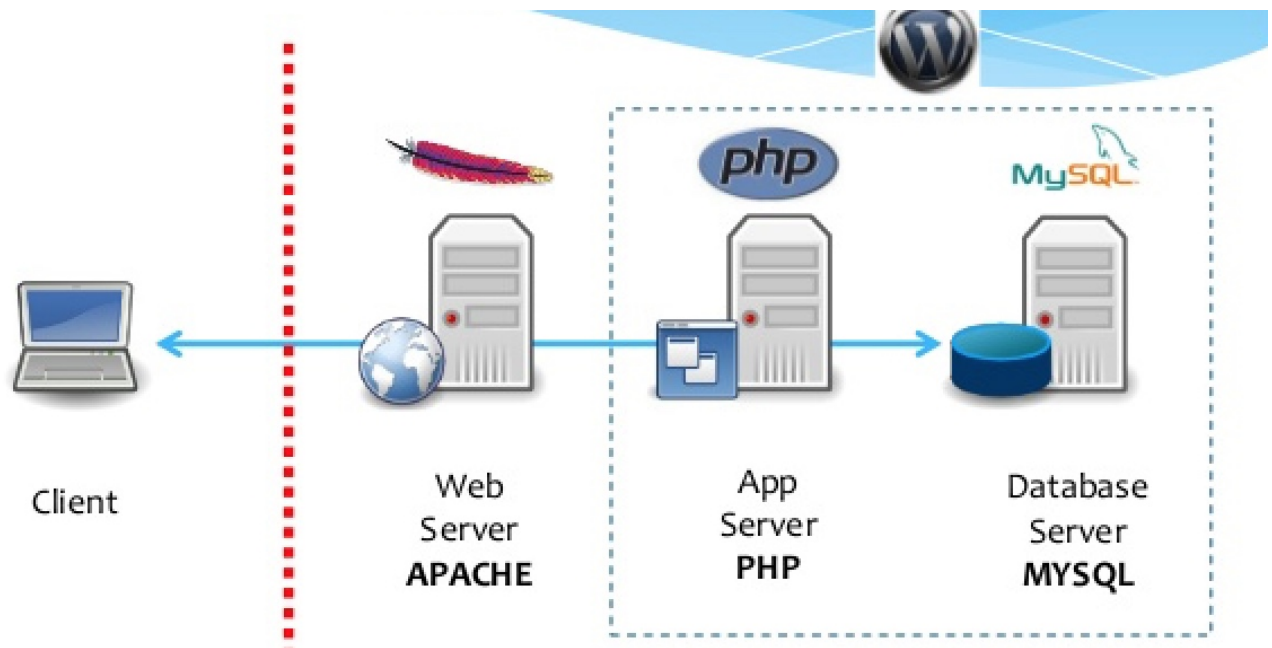 W
php
MySQL
Client
Web
Server
APACHE
App
Server
PHP
Database
Server
MYSQL